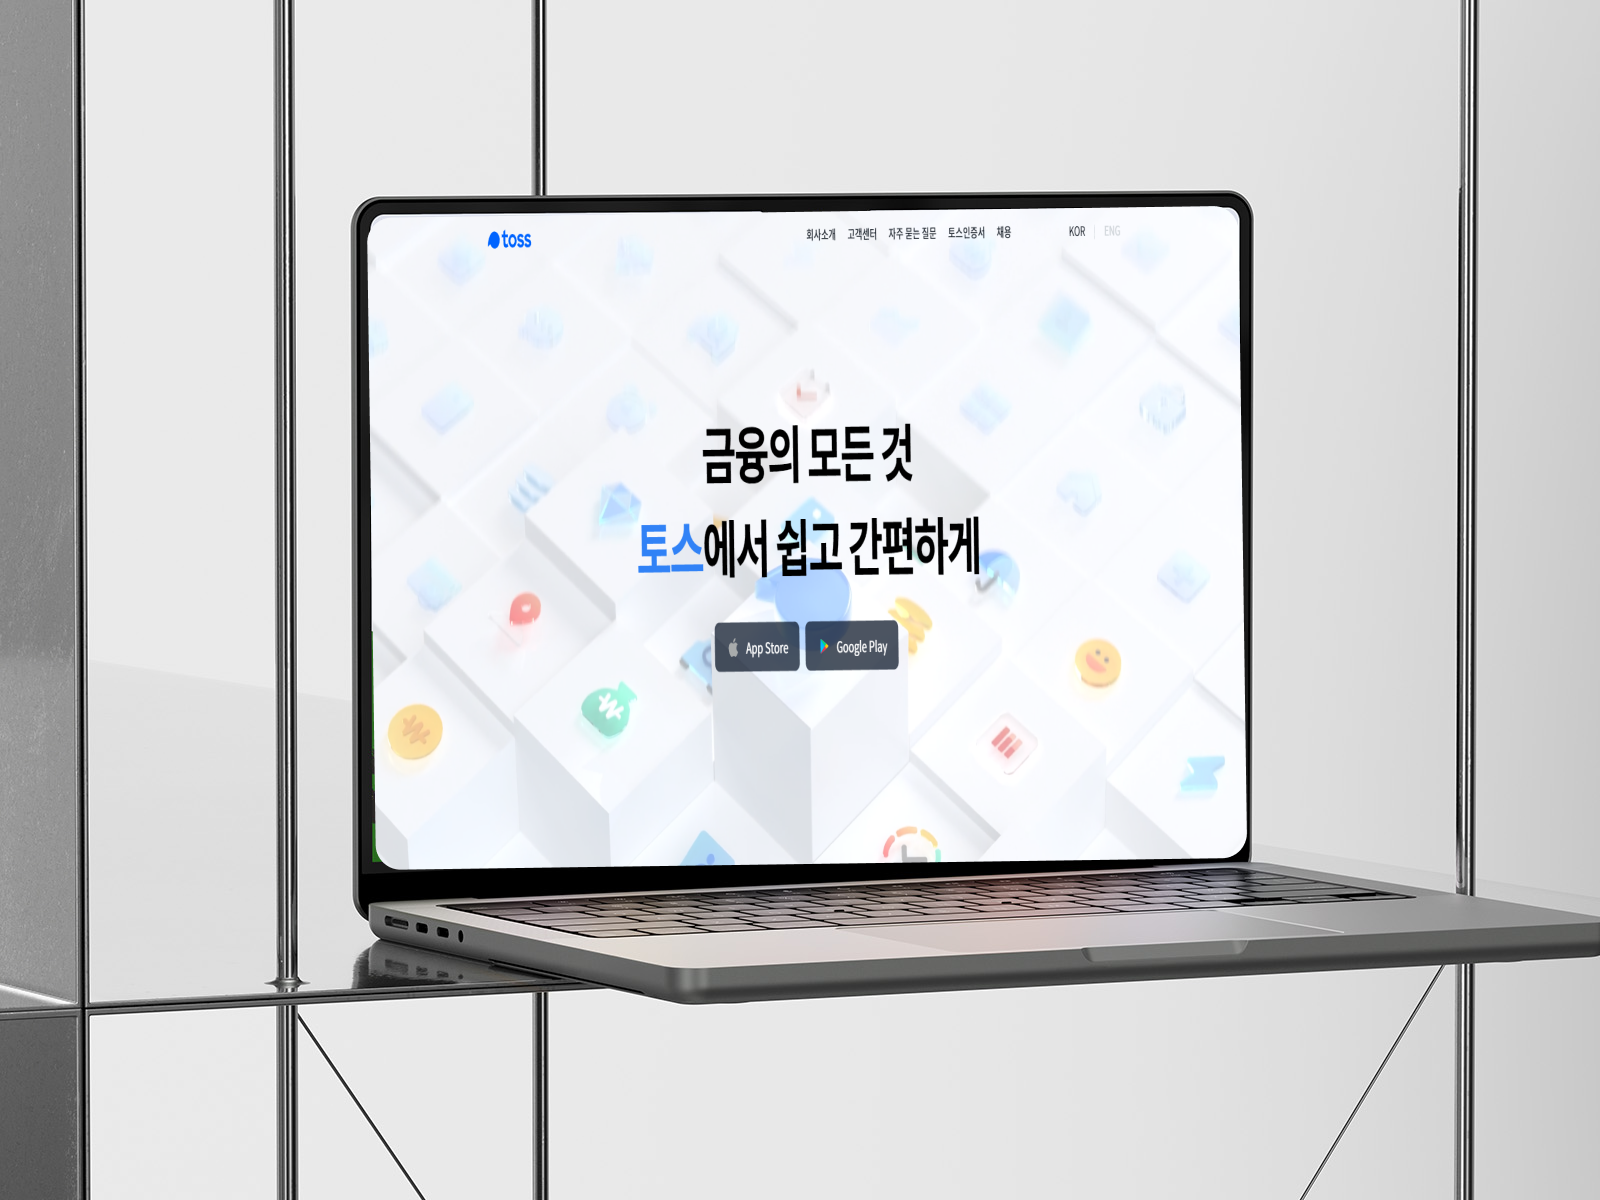 toss
회사소개 고객센터 자주 묻는 질문 토스인증서 채용 KOR | ENG
금융의 모든 것
토스에서 쉽고 간편하게
App Store Google Play